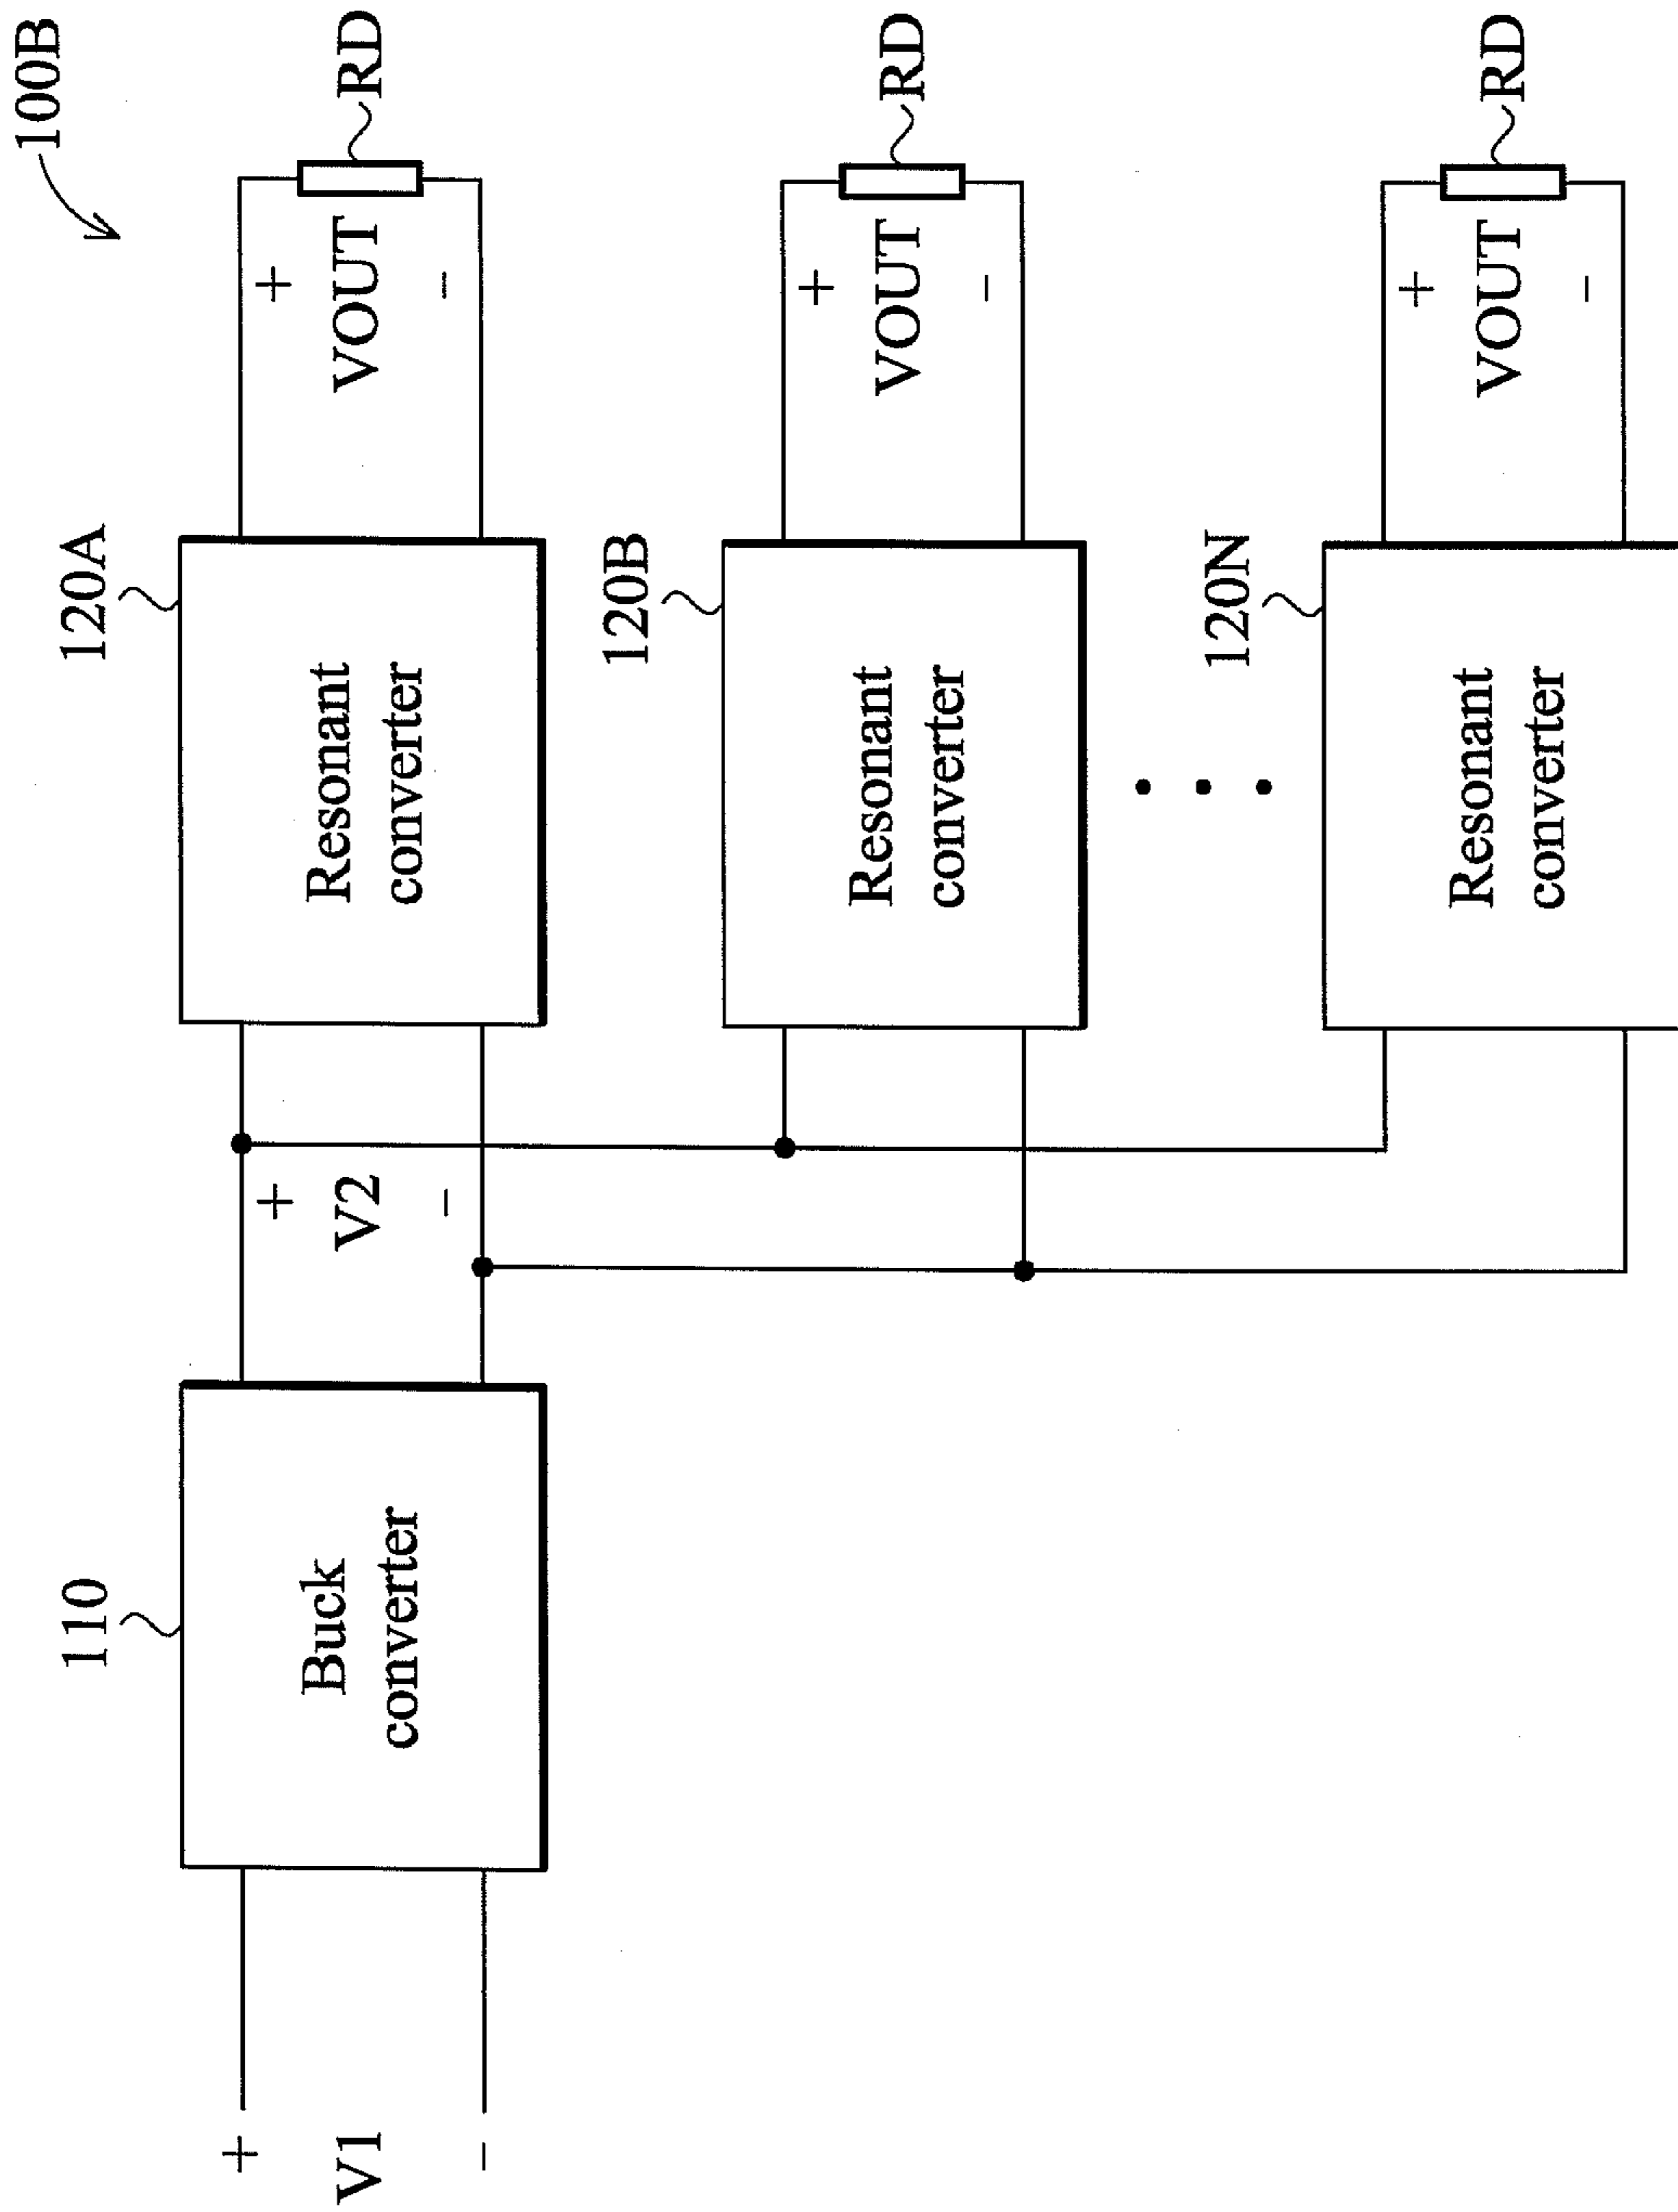 100B
110
120A
+
V1
-
Buck
converter
+
V2
-
Resonant
converter
+
VOUT
-
RD
120B
Resonant
converter
+
VOUT
-
RD
120N
Resonant
converter
+
VOUT
-
RD